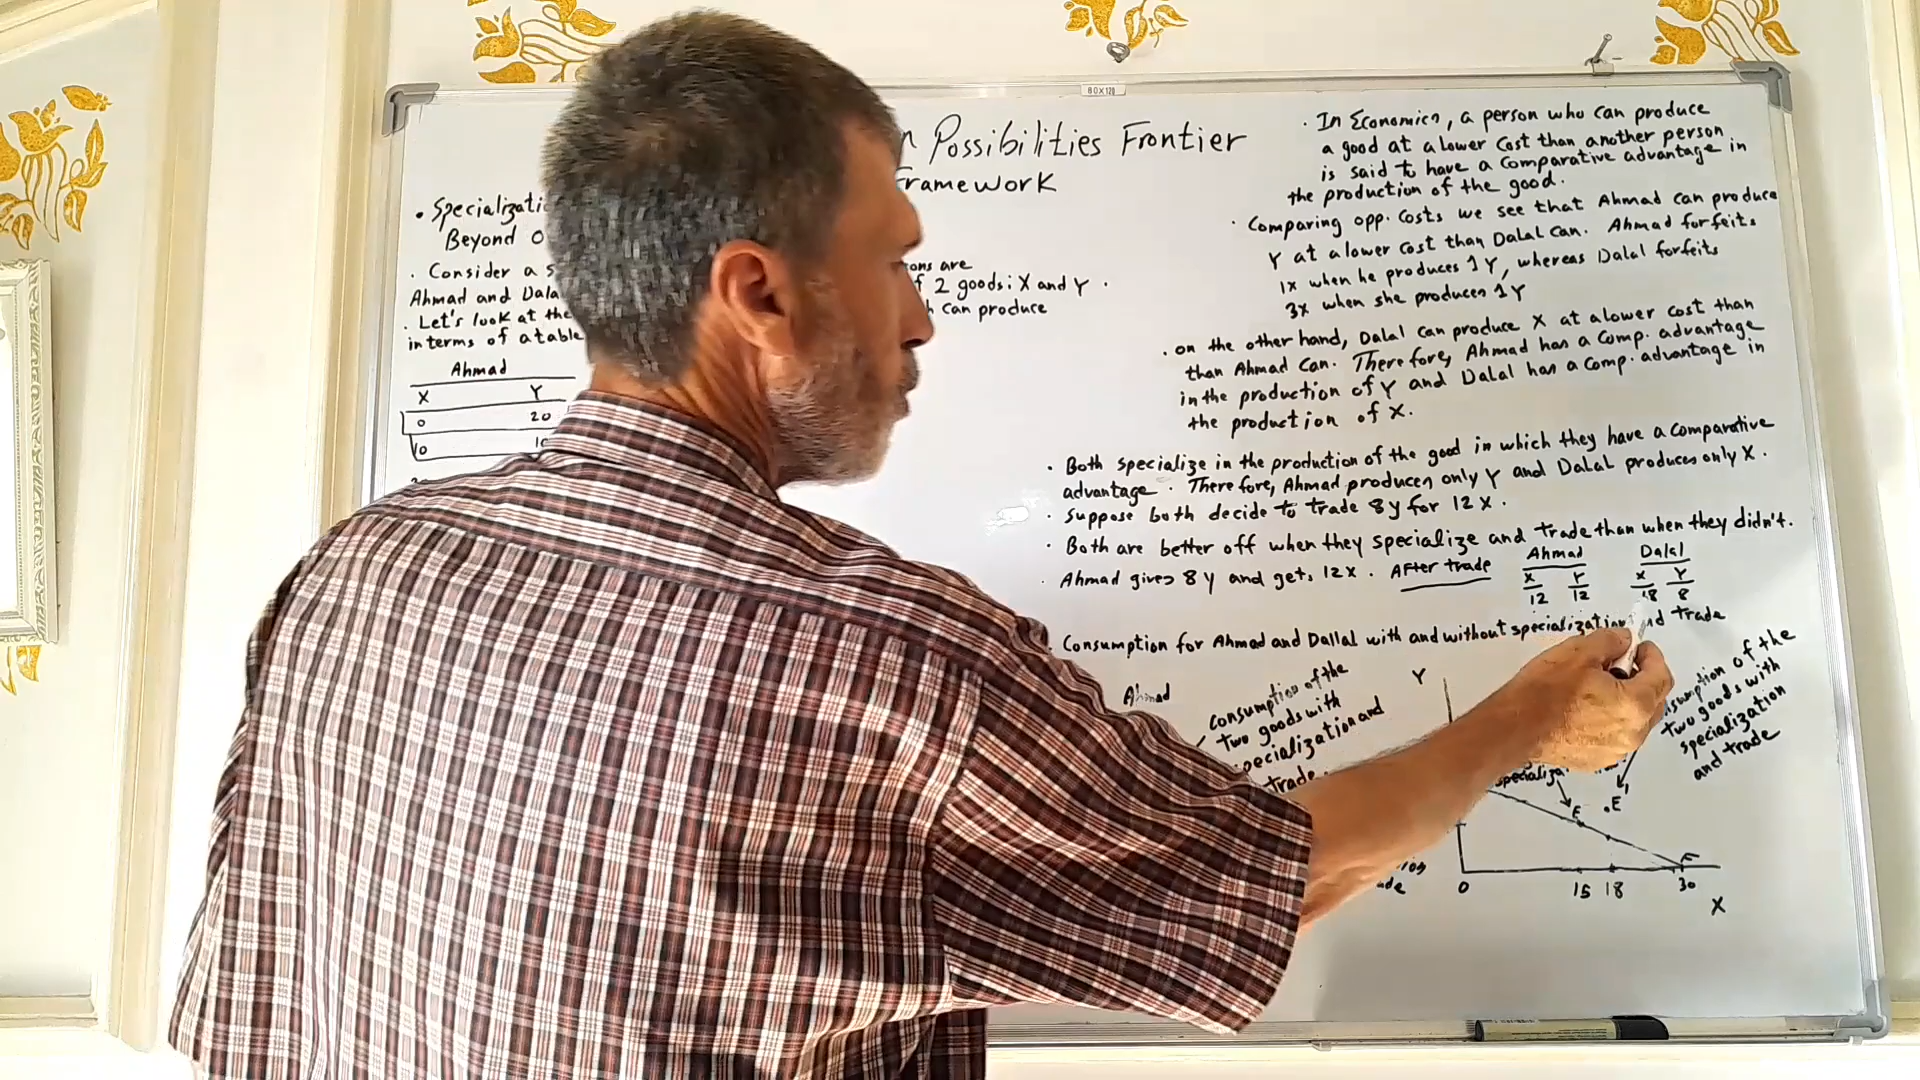 80X120
Possibilities Frontier
Framework
• Specializati
Beyond O
. Consider a s
Ahmad and Dala
. Let's look at the
in terms of a table
Ahmad
X Y
0 20
10 10
ons are
f 2 goods: X and Y .
can produce
. In Economics, a person who can produce
a good at a lower cost than another person
is said to have a comparative advantage in
the production of the good.
. Comparing opp. costs we see that Ahmad can produce
Y at a lower cost than Dalal can. Ahmad forfeits
1X when he produces 1Y, whereas Dalal forfeits
3X when she produces 1Y
. on the other hand, Dalal can produce X at a lower cost than
than Ahmad can. Therefore, Ahmad has a comp. advantage
in the production of Y and Dalal has a comp. advantage in
the production of X.
• Both specialize in the production of the good in which they have a comparative
advantage . Therefore, Ahmad produces only Y and Dalal produces only X .
. Suppose both decide to trade 8y for 12 X .
. Both are better off when they specialize and trade than when they didn't.
. Ahmad gives 8 Y and gets 12X . After trade
Ahmad Dalal
X Y X Y
12 12 18 8
. Consumption for Ahmad and Dallal with and without specialization and trade
Ahmad
consumption of the
two goods with
specialization and
trade.
Y
specializa
E
.E'
sumption of the
two goods with
specialization
and trade
ade
0 15 18 30
X